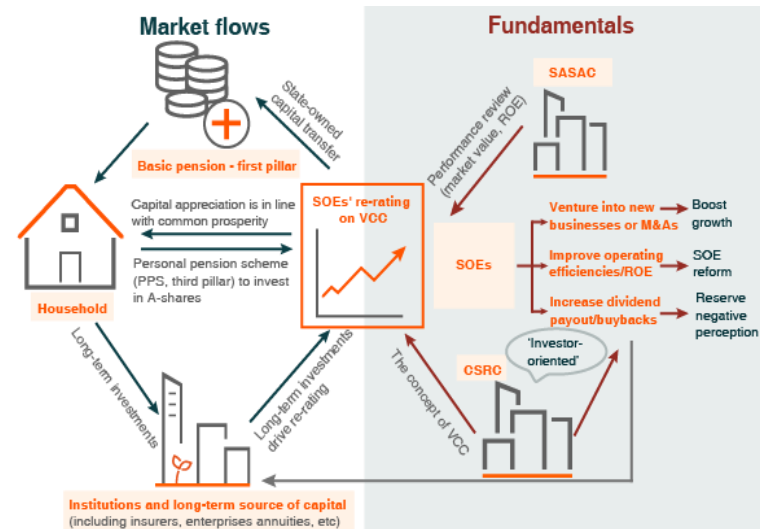 Market flows
Fundamentals
State-owned
capital transfer
Basic pension - first pillar
SASAC
Performance review
(market value, ROE)
Capital appreciation is in line
with common prosperity
SOEs' re-rating
on VCC
Personal pension scheme
(PPS, third pillar) to invest
in A-shares
Household
SOEs
Venture into new
businesses or M&As
Boost
growth
Improve operating
efficiencies/ROE
SOE
reform
Increase dividend
payout/buybacks
Reserve
negative
perception
Long-term investments
Long-term investments
drive re-rating
The concept of VCC
CSRC
'Investor-
oriented'
Institutions and long-term source of capital
(including insurers, enterprises annuities, etc)